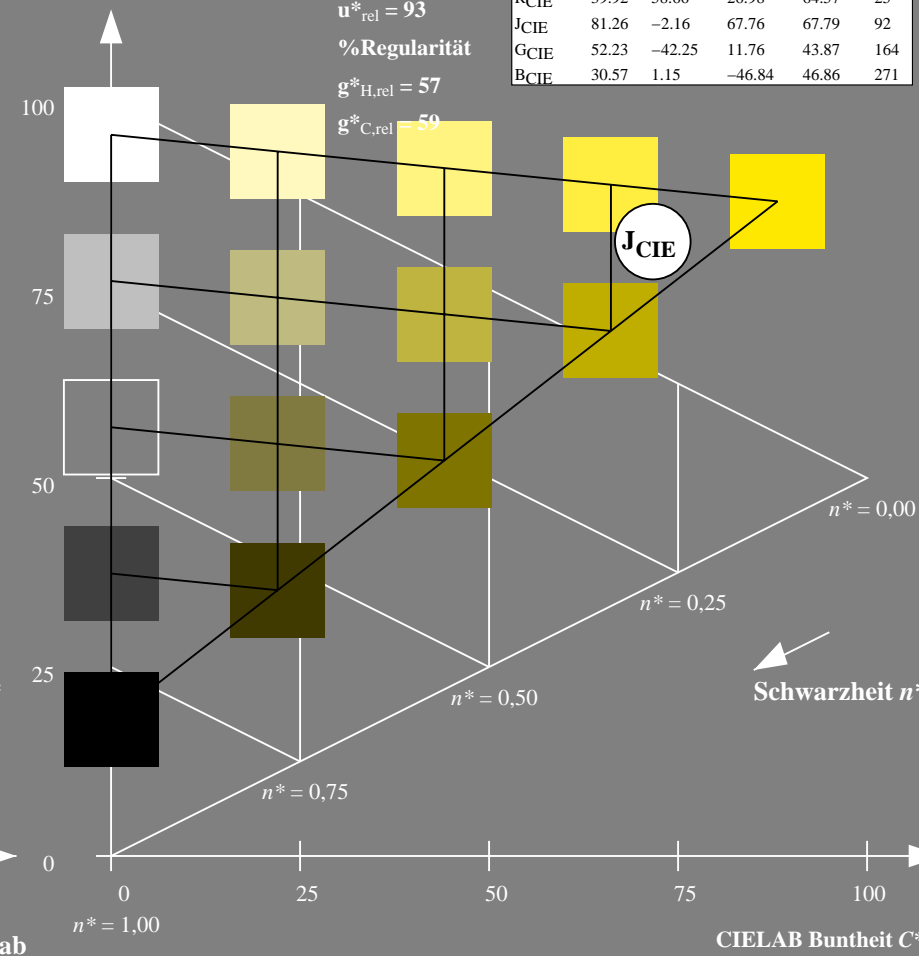 u*rel = 93
%Regularität
g*H,rel = 57
g*C,rel = 59
JCIE 81.26 −2.16 67.76 67.79 92
GCIE 52.23 −42.25 11.76 43.87 164
BCIE 30.57 1.15 −46.84 46.86 271
100
JCIE
75
50
n* = 0,00
n* = 0,25
25
Schwarzheit n*
n* = 0,50
n* = 0,75
0
0 25 50 75 100
n* = 1,00
ab
CIELAB Buntheit C*